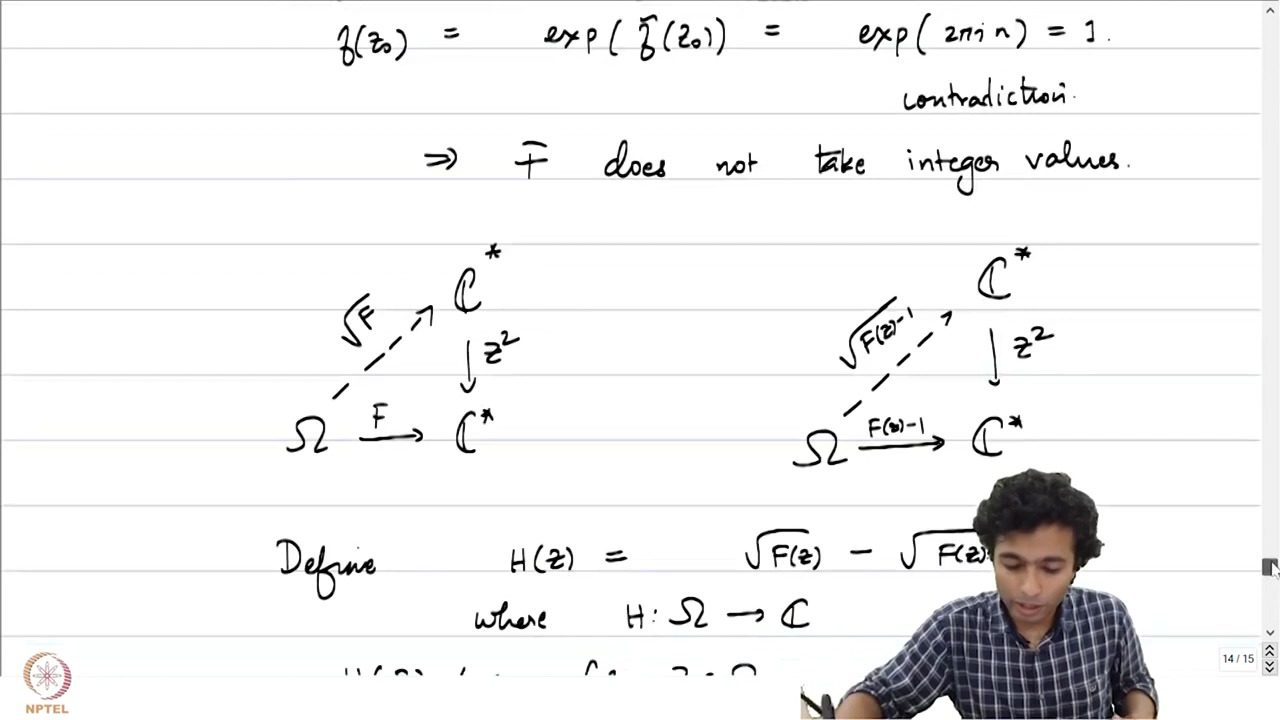 f(z₀) = exp( f̃(z₀)) = exp( 2πi n) = 1.
contradiction.
⇒ F does not take integer values.
ℂ* ℂ*
√F z² √F(z)-1 z²
Ω F ℂ* Ω F(z)-1 ℂ*
Define H(z) = √F(z) − √F(z)
where H: Ω → ℂ
14 / 15
NPTEL